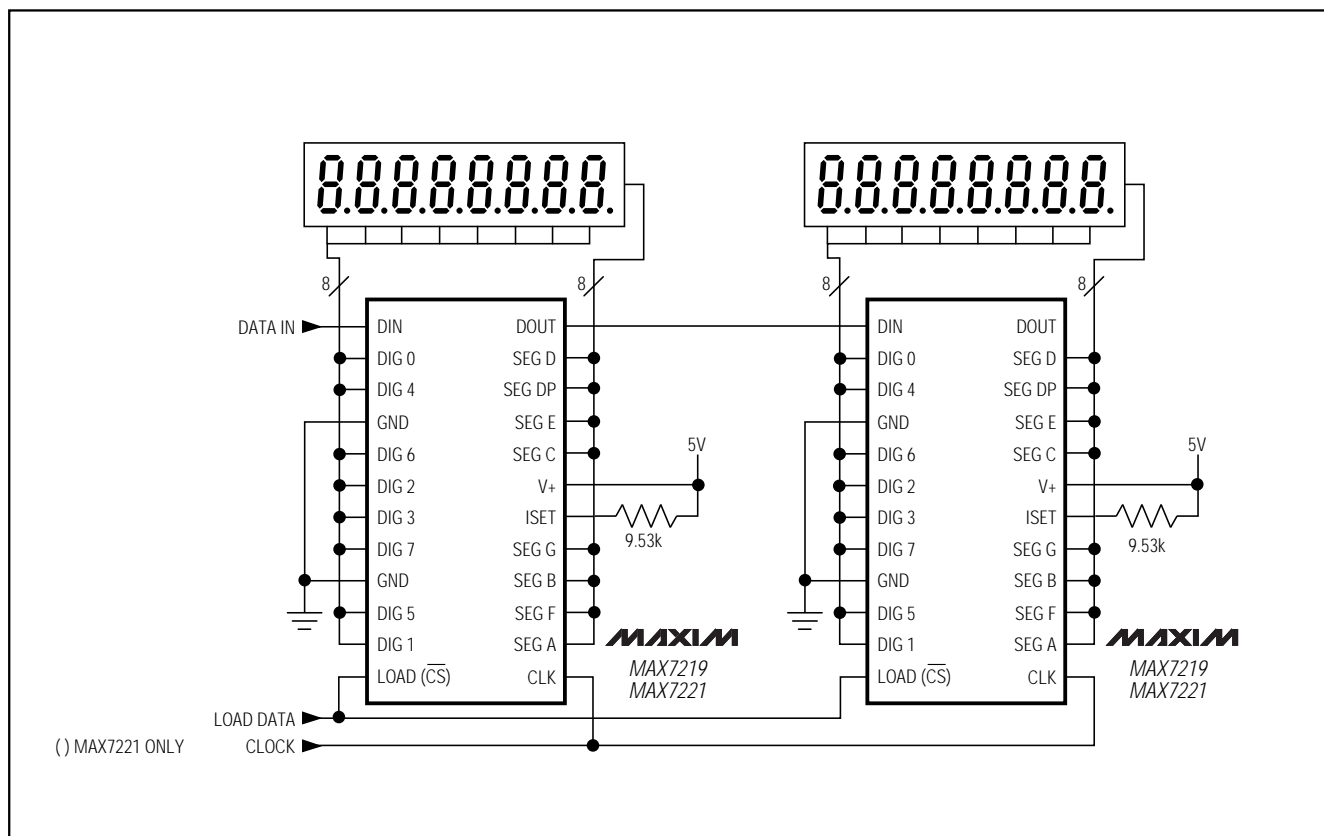 8.8.8.8.8.8.8.8.
8.8.8.8.8.8.8.8.
8
8
8
8
DATA IN
DIN
DOUT
DIG 0
SEG D
DIG 4
SEG DP
GND
SEG E
DIG 6
SEG C
DIG 2
V+
DIG 3
ISET
DIG 7
SEG G
GND
SEG B
DIG 5
SEG F
DIG 1
SEG A
LOAD (C̅S̅)
CLK
5V
9.53k
MAXIM
MAX7219
MAX7221
DIN
DOUT
DIG 0
SEG D
DIG 4
SEG DP
GND
SEG E
DIG 6
SEG C
DIG 2
V+
DIG 3
ISET
DIG 7
SEG G
GND
SEG B
DIG 5
SEG F
DIG 1
SEG A
LOAD (C̅S̅)
CLK
5V
9.53k
MAXIM
MAX7219
MAX7221
LOAD DATA
( ) MAX7221 ONLY
CLOCK